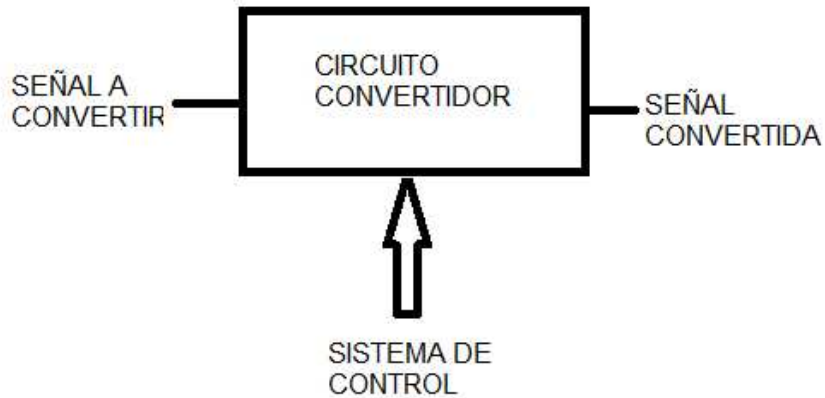 SEÑAL A
CONVERTIR
CIRCUITO
CONVERTIDOR
SEÑAL
CONVERTIDA
SISTEMA DE
CONTROL